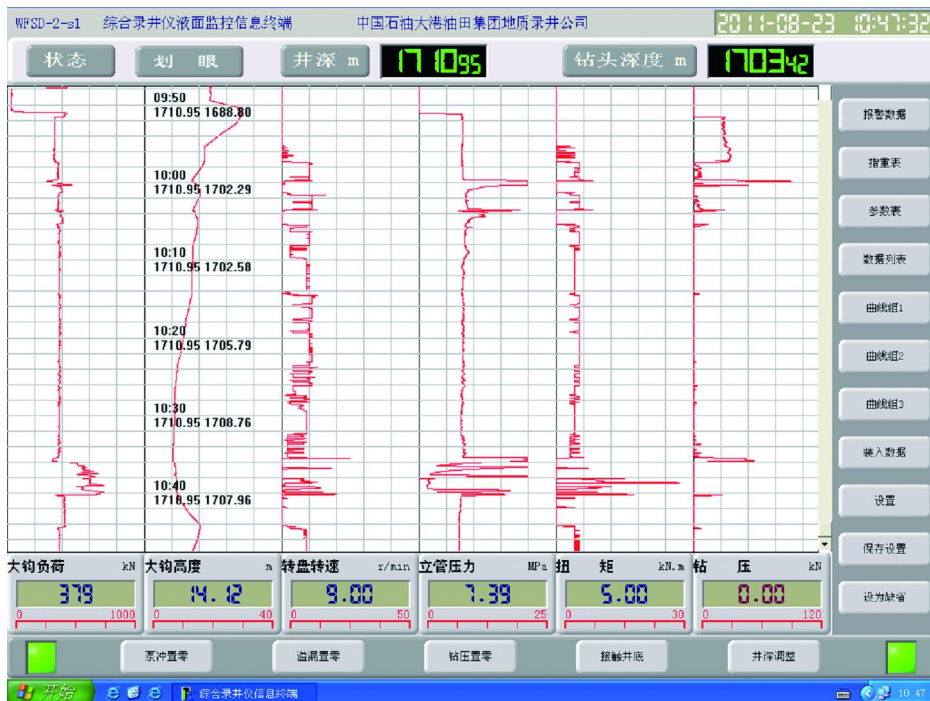 WFSD-2-s1 综合录井仪液面监控信息终端 中国石油大港油田集团地质录井公司 2011-08-23 10:47:32
状态 划 眼 井深 m 171095 钻头深度 m 170342
09:50
1710.95 1688.80
10:00
1710.95 1702.29
10:10
1710.95 1702.58
10:20
1710.95 1705.79
10:30
1710.95 1708.76
10:40
1710.95 1707.96
报警数据
指重表
参数表
数据列表
曲线组1
曲线组2
曲线组3
装入数据
设置
保存设置
设为缺省
大钩负荷 kN 大钩高度 m 转盘转速 r/min 立管压力 MPa 扭 矩 kN.m 钻 压 kN
379 14.12 9.00 7.39 5.00 0.00
0 1000 0 40 0 50 0 25 0 30 0 120
泵冲置零 溢漏置零 钻压置零 接触井底 井深调整
开始 综合录井仪信息终端 10:47